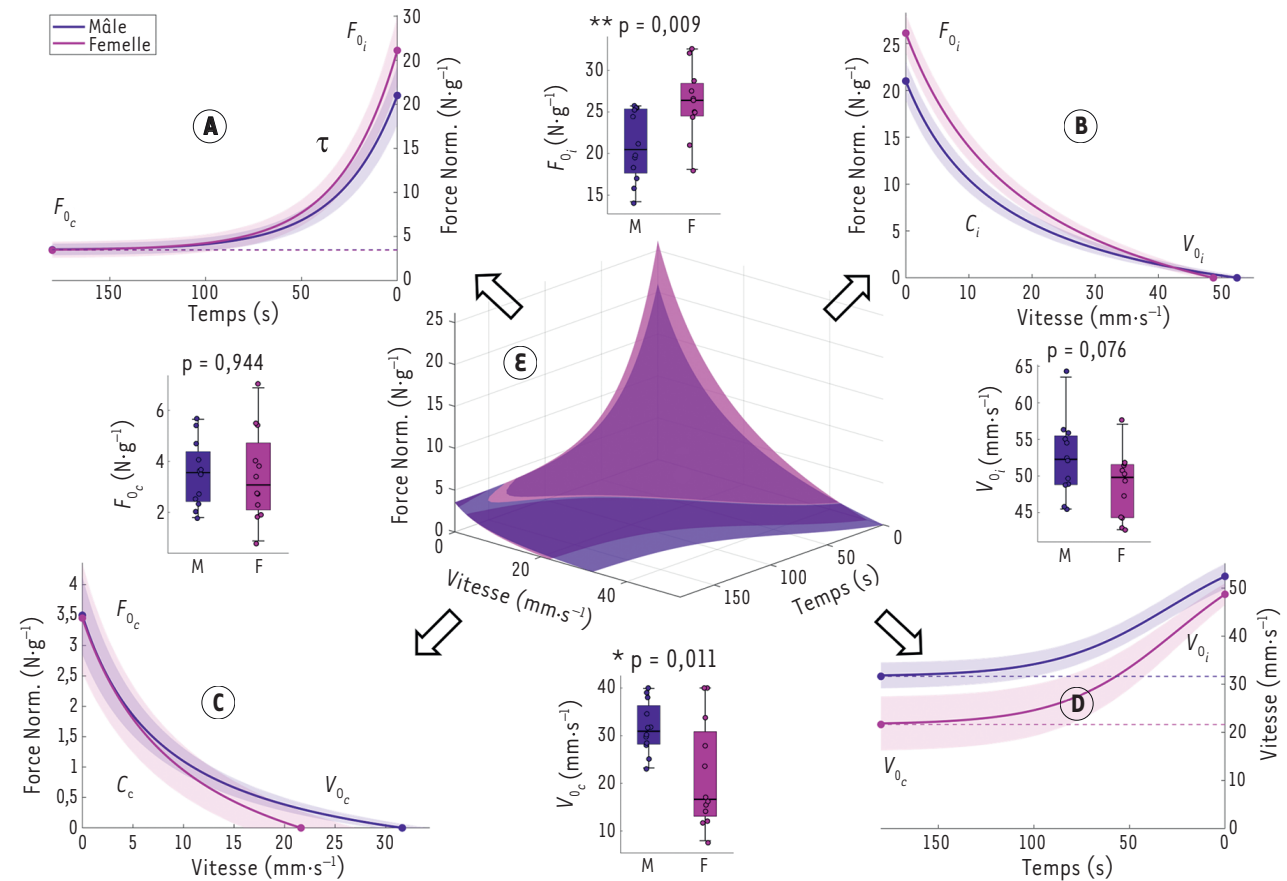 Mâle
Femelle
A
F₀ᵢ
F₀c
τ
30
20
20
15
10
5
0
Force Norm. (N·g⁻¹)
150
100
50
0
Temps (s)
** p = 0,009
F₀ᵢ (N·g⁻¹)
30
25
20
15
M
F
B
F₀ᵢ
Cᵢ
V₀ᵢ
Force Norm. (N·g⁻¹)
25
20
15
10
5
0
0
10
20
30
40
50
Vitesse (mm·s⁻¹)
p = 0,944
F₀c (N·g⁻¹)
6
4
2
M
F
Ɛ
Force Norm. (N·g⁻¹)
25
20
15
10
5
0
0
20
40
Vitesse (mm·s⁻¹)
150
100
50
0
Temps (s)
p = 0,076
V₀ᵢ (mm·s⁻¹)
65
60
55
50
45
M
F
C
F₀c
Cc
V₀c
Force Norm. (N·g⁻¹)
4
3,5
3
2,5
2
1,5
1
0,5
0
0
5
10
15
20
25
30
Vitesse (mm·s⁻¹)
* p = 0,011
V₀c (mm·s⁻¹)
40
30
20
10
M
F
D
V₀ᵢ
V₀c
50
40
30
20
10
0
Vitesse (mm·s⁻¹)
150
100
50
0
Temps (s)